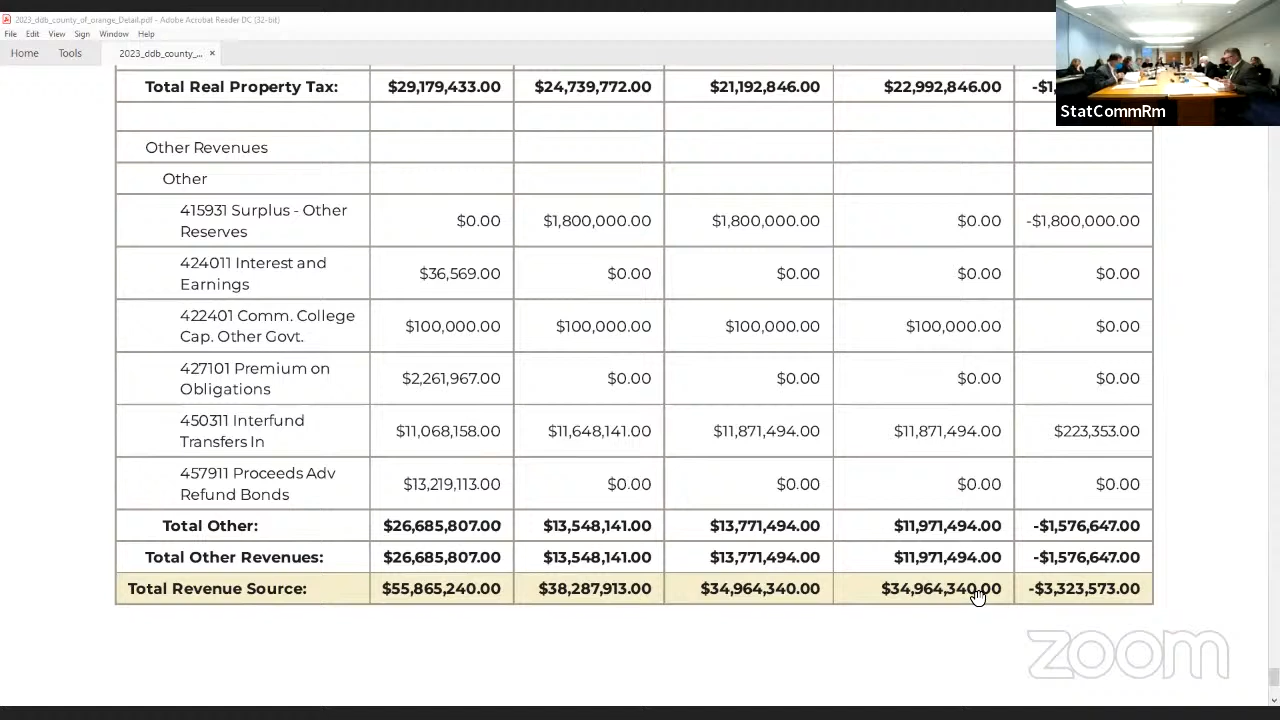 2023_ddb_county_of_orange_Detail.pdf - Adobe Acrobat Reader DC (32-bit)
File Edit View Sign Window Help
Home Tools 2023_ddb_county_... ×
Total Real Property Tax: $29,179,433.00 $24,739,772.00 $21,192,846.00 $22,992,846.00 -$1,
StatCommRm
Other Revenues
Other
415931 Surplus - Other
Reserves $0.00 $1,800,000.00 $1,800,000.00 $0.00 -$1,800,000.00
424011 Interest and
Earnings $36,569.00 $0.00 $0.00 $0.00 $0.00
422401 Comm. College
Cap. Other Govt. $100,000.00 $100,000.00 $100,000.00 $100,000.00 $0.00
427101 Premium on
Obligations $2,261,967.00 $0.00 $0.00 $0.00 $0.00
450311 Interfund
Transfers In $11,068,158.00 $11,648,141.00 $11,871,494.00 $11,871,494.00 $223,353.00
457911 Proceeds Adv
Refund Bonds $13,219,113.00 $0.00 $0.00 $0.00 $0.00
Total Other: $26,685,807.00 $13,548,141.00 $13,771,494.00 $11,971,494.00 -$1,576,647.00
Total Other Revenues: $26,685,807.00 $13,548,141.00 $13,771,494.00 $11,971,494.00 -$1,576,647.00
Total Revenue Source: $55,865,240.00 $38,287,913.00 $34,964,340.00 $34,964,340.00 -$3,323,573.00
zoom